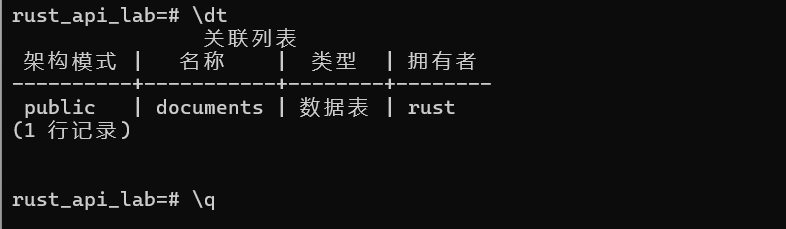 rust_api_lab=# \dt
关联列表
架构模式 | 名称 | 类型 | 拥有者
----------+-----------+--------+--------
public | documents | 数据表 | rust
(1 行记录)
rust_api_lab=# \q